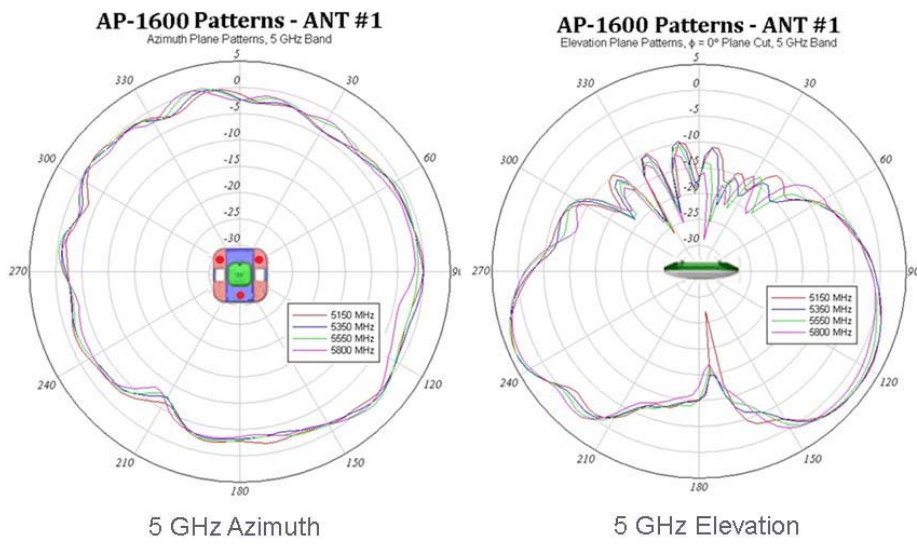 AP-1600 Patterns - ANT #1
Azimuth Plane Patterns, 5 GHz Band
5
0
-5
-10
-15
-20
-25
-30
330
30
300
60
270
90
240
120
210
150
180
5150 MHz
5350 MHz
5550 MHz
5800 MHz
5 GHz Azimuth
AP-1600 Patterns - ANT #1
Elevation Plane Patterns, ϕ = 0° Plane Cut, 5 GHz Band
5
0
-5
-10
-15
-20
-25
-30
330
30
300
60
270
90
240
120
210
150
180
5150 MHz
5350 MHz
5550 MHz
5800 MHz
5 GHz Elevation